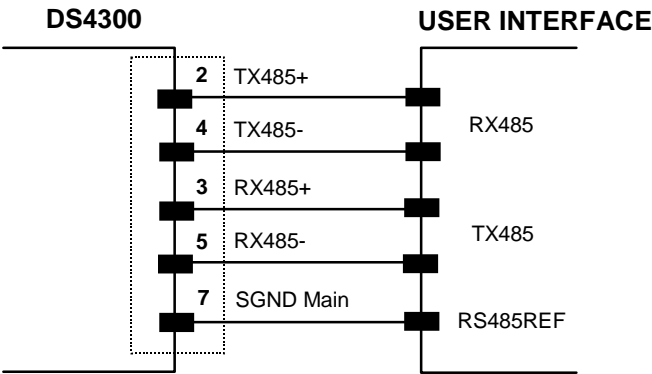 DS4300
USER INTERFACE
2 TX485+
4 TX485-
RX485
3 RX485+
5 RX485-
TX485
7 SGND Main
RS485REF